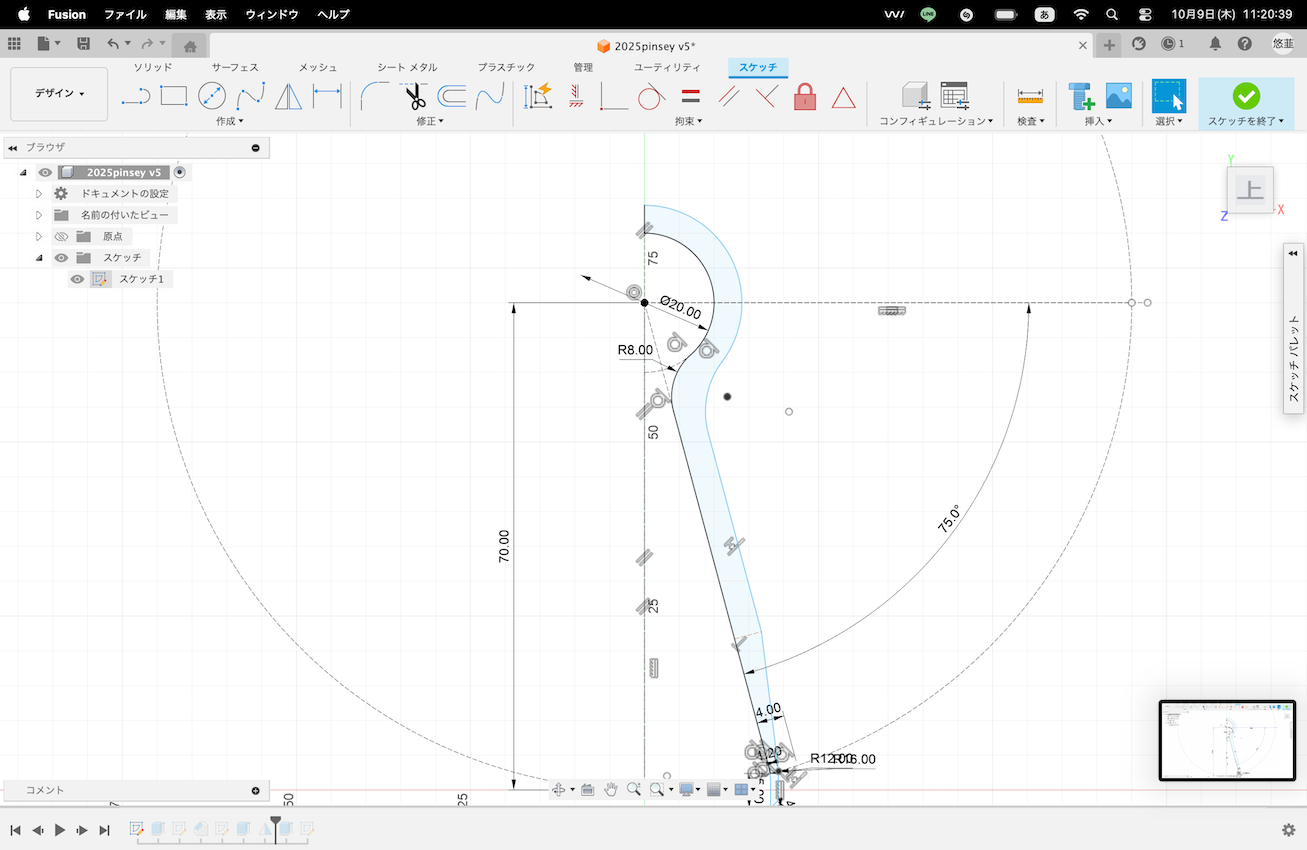 Fusion ファイル 編集 表示 ウィンドウ ヘルプ
LINE あ 10月9日(木) 11:20:39
2025pinsey v5*
1 悠韮
ソリッド サーフェス メッシュ シート メタル プラスチック 管理 ユーティリティ スケッチ
デザイン
作成 修正 拘束 コンフィギュレーション 検査 挿入 選択 スケッチを終了
ブラウザ
2025pinsey v5
ドキュメントの設定
名前の付いたビュー
原点
スケッチ
スケッチ1
Y
上
Z X
スケッチ パレット
75
Ø20.00
R8.00
50
75.0°
70.00
25
4.00
コメント
50
25